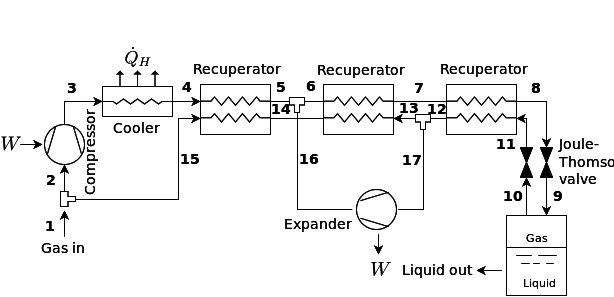 Q̇_H
Recuperator
Recuperator
Recuperator
3
4
5
6
7
8
14
13
12
Cooler
Compressor
W
11
Joule-
Thomson
valve
2
15
16
17
10
9
1
Gas in
Expander
Gas
W
Liquid out
Liquid